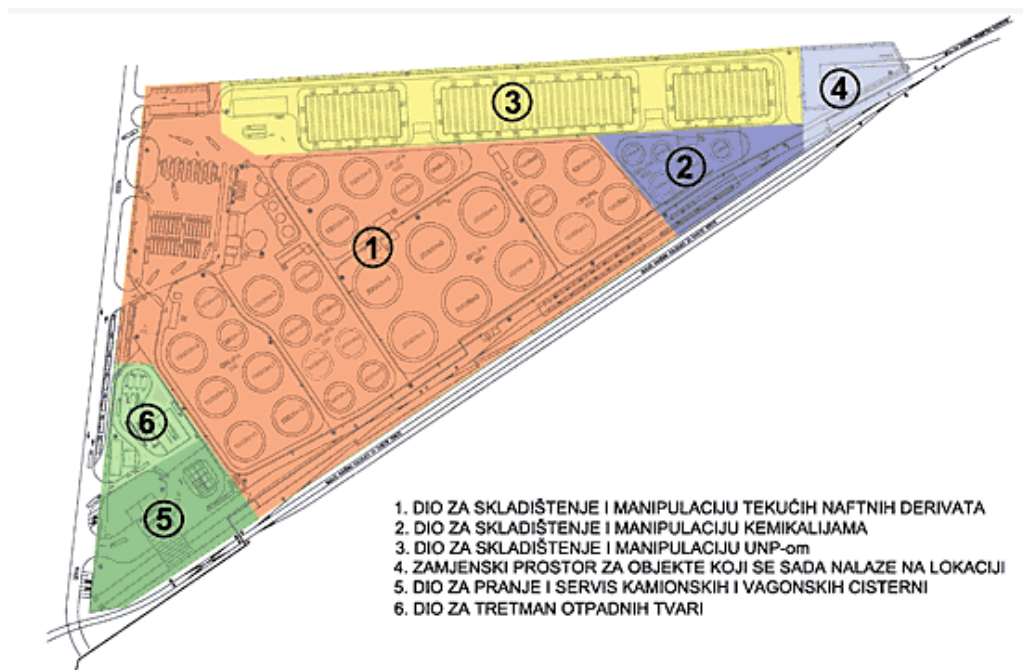 3
4
2
1
6
5
1. DIO ZA SKLADIŠTENJE I MANIPULACIJU TEKUĆIH NAFTNIH DERIVATA
2. DIO ZA SKLADIŠTENJE I MANIPULACIJU KEMIKALIJAMA
3. DIO ZA SKLADIŠTENJE I MANIPULACIJU UNP-om
4. ZAMJENSKI PROSTOR ZA OBJEKTE KOJI SE SADA NALAZE NA LOKACIJI
5. DIO ZA PRANJE I SERVIS KAMIONSKIH I VAGONSKIH CISTERNI
6. DIO ZA TRETMAN OTPADNIH TVARI